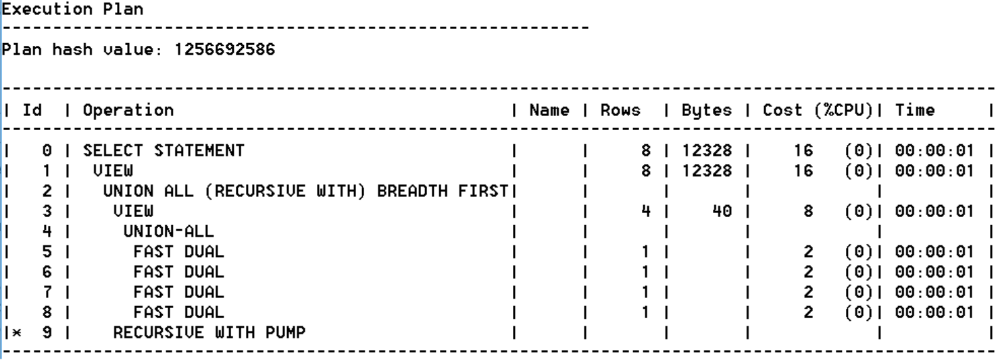 Execution Plan
----------------------------------------------------------
Plan hash value: 1256692586
--------------------------------------------------------------------------------------------------
| Id  | Operation                                 | Name | Rows  | Bytes | Cost (%CPU)| Time     |
--------------------------------------------------------------------------------------------------
|   0 | SELECT STATEMENT                          |      |     8 | 12328 |    16   (0)| 00:00:01 |
|   1 |  VIEW                                     |      |     8 | 12328 |    16   (0)| 00:00:01 |
|   2 |   UNION ALL (RECURSIVE WITH) BREADTH FIRST|      |       |       |            |          |
|   3 |    VIEW                                   |      |     4 |    40 |     8   (0)| 00:00:01 |
|   4 |     UNION-ALL                             |      |       |       |            |          |
|   5 |      FAST DUAL                            |      |     1 |       |     2   (0)| 00:00:01 |
|   6 |      FAST DUAL                            |      |     1 |       |     2   (0)| 00:00:01 |
|   7 |      FAST DUAL                            |      |     1 |       |     2   (0)| 00:00:01 |
|   8 |      FAST DUAL                            |      |     1 |       |     2   (0)| 00:00:01 |
|*  9 |    RECURSIVE WITH PUMP                    |      |       |       |            |          |
--------------------------------------------------------------------------------------------------